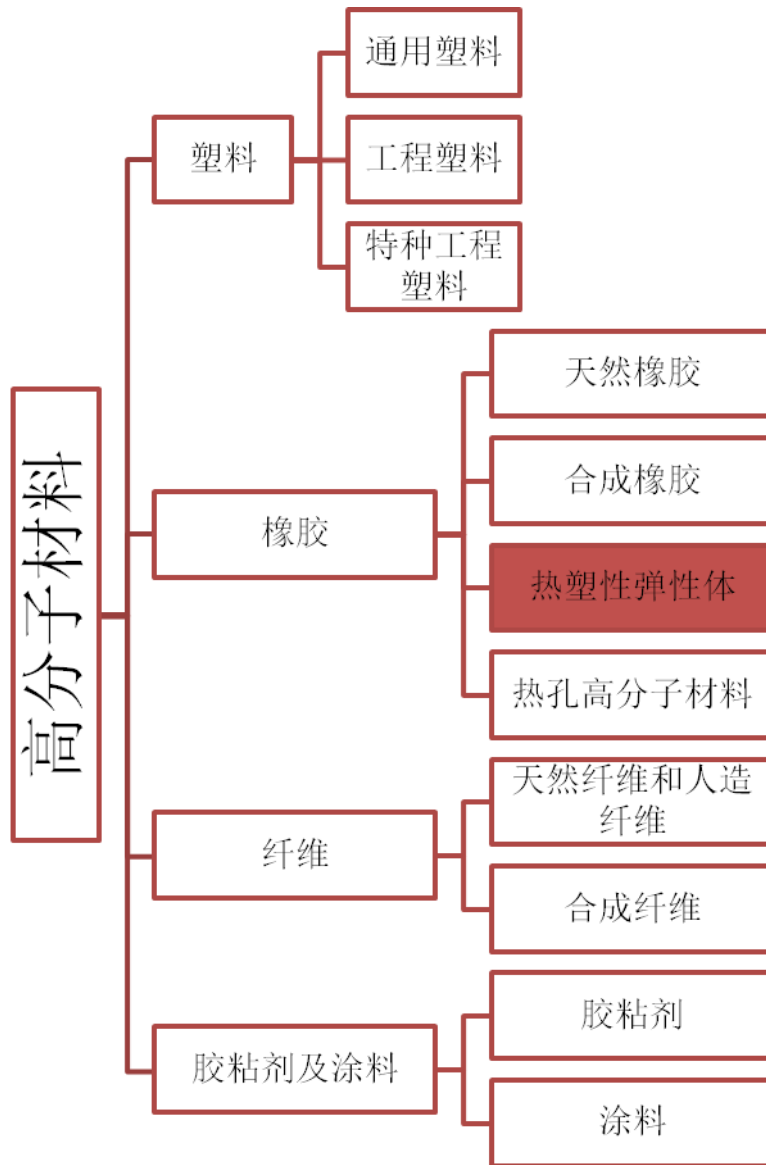 高分子材料
塑料
通用塑料
工程塑料
特种工程
塑料
橡胶
天然橡胶
合成橡胶
热塑性弹性体
热孔高分子材料
纤维
天然纤维和人造
纤维
合成纤维
胶粘剂及涂料
胶粘剂
涂料